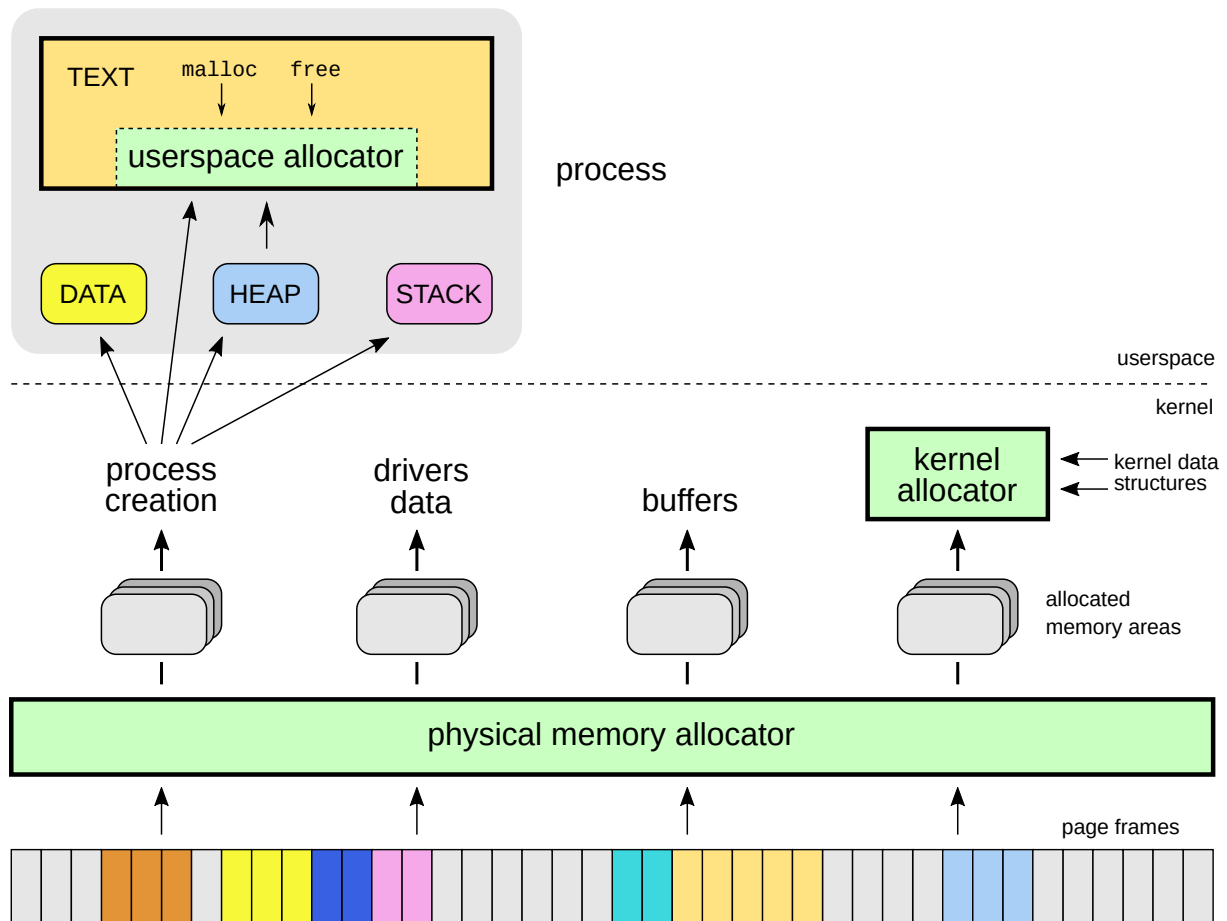 TEXT
malloc free
userspace allocator
process
DATA
HEAP
STACK
userspace
kernel
process
creation
drivers
data
buffers
kernel
allocator
kernel data
structures
allocated
memory areas
physical memory allocator
page frames